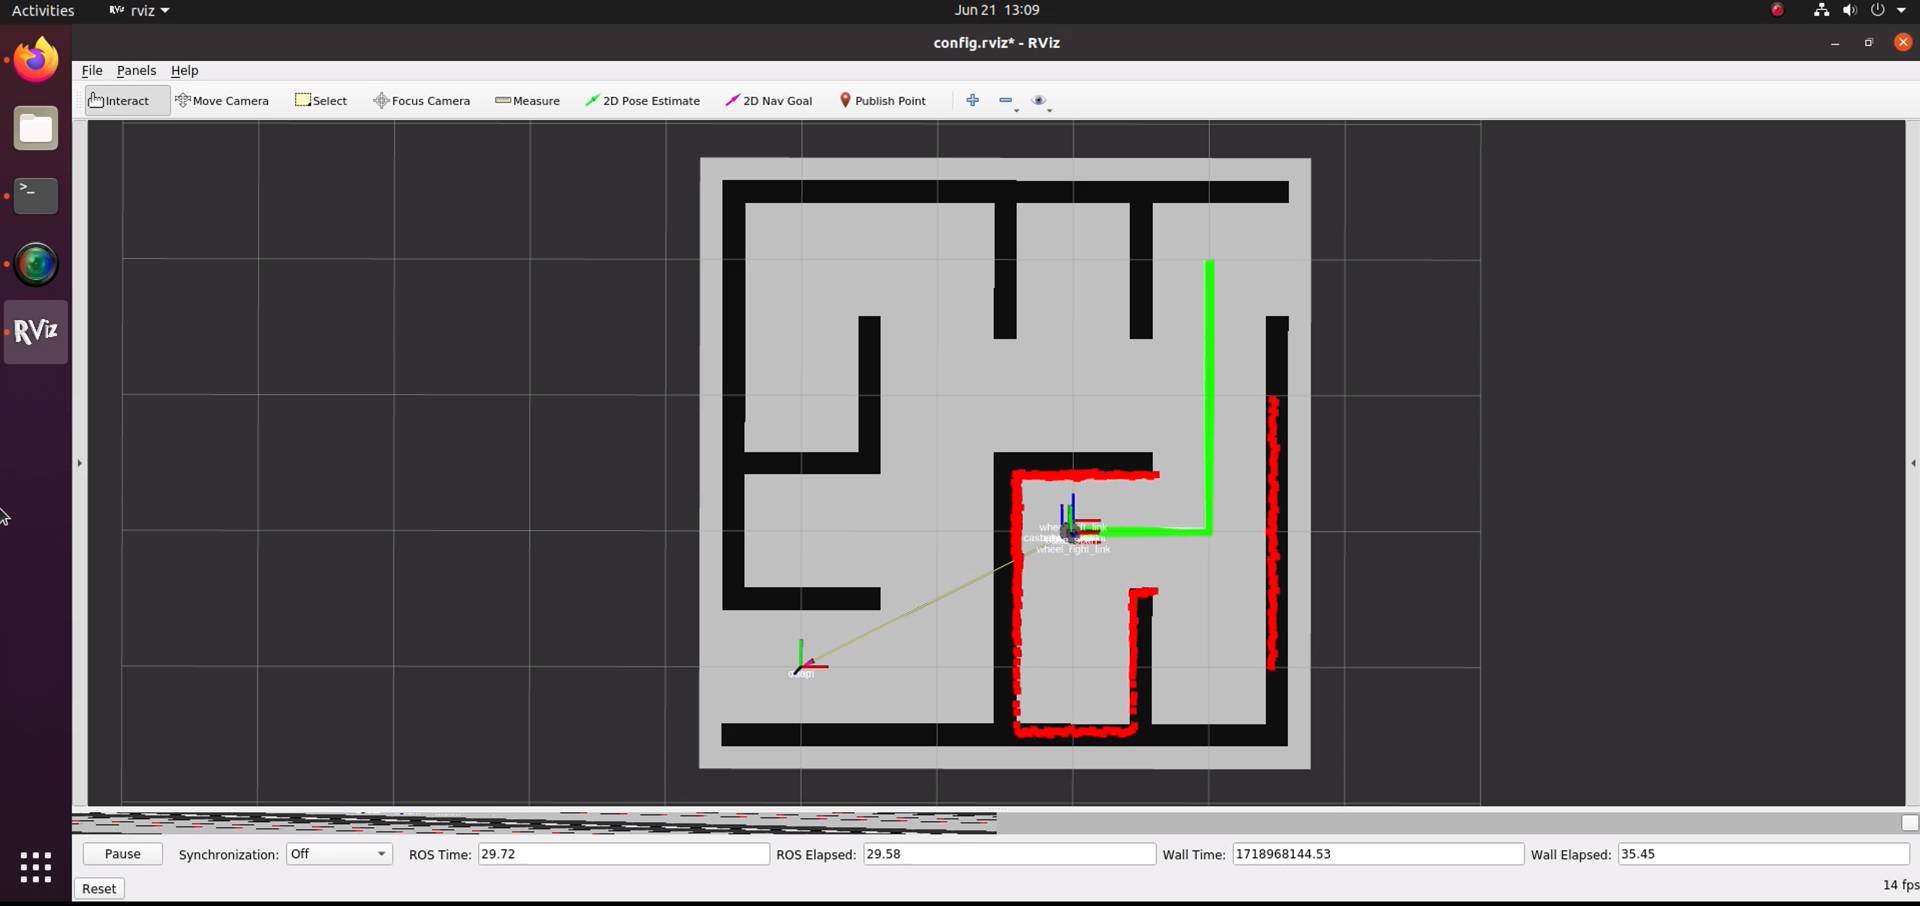 Activities
RViz rviz
Jun 21 13:09
config.rviz* - RViz
File Panels Help
Interact Move Camera Select Focus Camera Measure 2D Pose Estimate 2D Nav Goal Publish Point
>_
RViz
wheel_right_link
Pause Synchronization: Off ROS Time: 29.72 ROS Elapsed: 29.58 Wall Time: 1718968144.53 Wall Elapsed: 35.45
Reset 14 fps